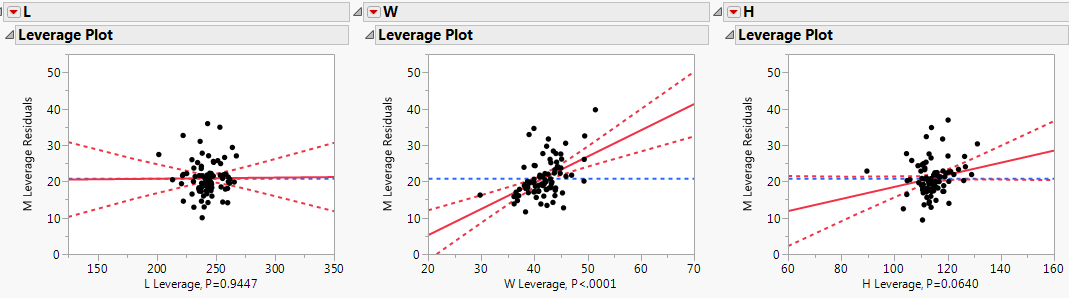 L
Leverage Plot
M Leverage Residuals
50
40
30
20
10
0
150 200 250 300 350
L Leverage, P=0.9447
W
Leverage Plot
M Leverage Residuals
50
40
30
20
10
0
20 30 40 50 60 70
W Leverage, P<.0001
H
Leverage Plot
M Leverage Residuals
50
40
30
20
10
0
60 80 100 120 140 160
H Leverage, P=0.0640